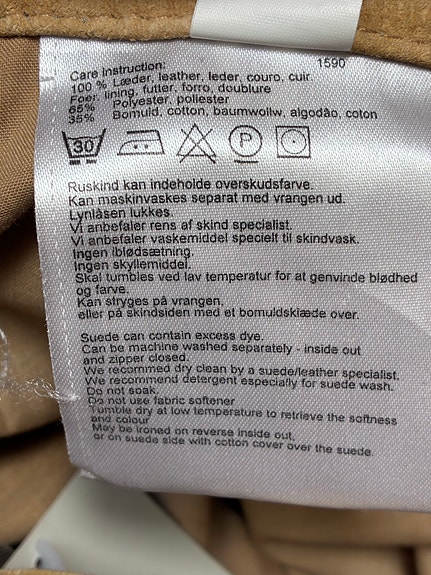 Care instruction: 1590
100 % Læder, leather, leder, couro, cuir
Foer, lining, futter, forro, doublure
65% Polyester, poliester
35% Bomuld, cotton, baumwollw, algodão, coton
30 P
Ruskind kan indeholde overskudsfarve.
Kan maskinvaskes separat med vrangen ud.
Lynlåsen lukkes.
Vi anbefaler rens af skind specialist.
Vi anbefaler vaskemiddel specielt til skindvask.
Ingen iblødsætning.
Ingen skyllemiddel.
Skal tumbles ved lav temperatur for at genvinde blødhed
og farve.
Kan stryges på vrangen,
eller på skindsiden med et bomuldsklæde over.
Suede can contain excess dye.
Can be machine washed separately - inside out
and zipper closed.
We recommed dry clean by a suede/leather specialist.
We recommend detergent especially for suede wash.
Do not soak.
Do not use fabric softener
Tumble dry at low temperature to retrieve the softness
and colour
May be ironed on reverse inside out,
or on suede side with cotton cover over the suede.